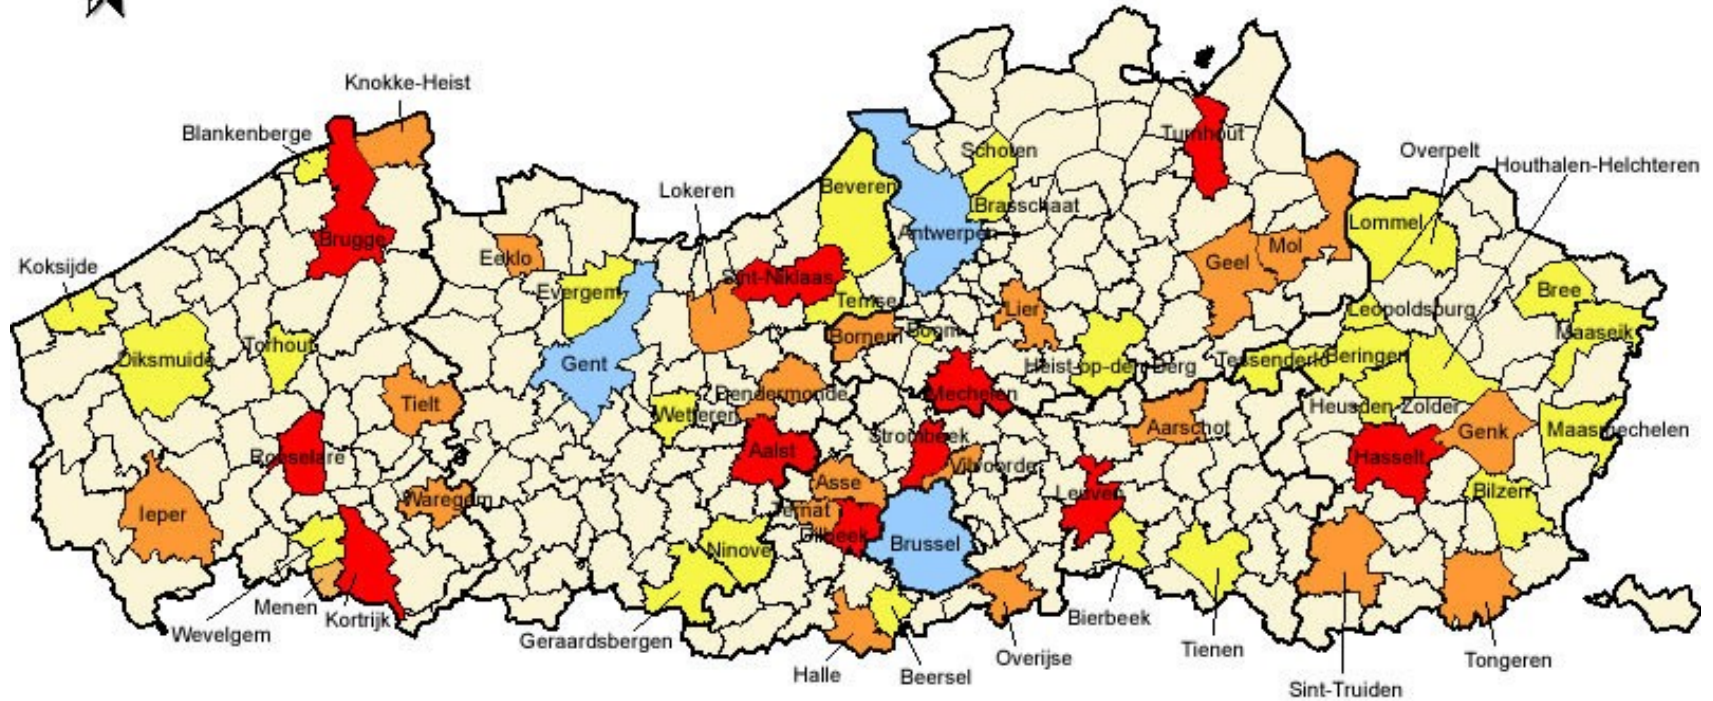 Knokke-Heist
Blankenberge
Turnhout
Schoten
Overpelt
Houthalen-Helchteren
Lokeren
Beveren
Brasschaat
Lommel
Brugge
Antwerpen
Mol
Eeklo
Geel
Koksijde
Sint-Niklaas
Evergem
Bree
Temse
Lier
Leopoldsburg
Bornem
Boom
Maaseik
Torhout
Diksmuide
Gent
Heist-op-den-Berg
Tessenderlo
Beringen
Dendermonde
Mechelen
Tielt
Wetteren
Heusden-Zolder
Aarschot
Genk
Maasmechelen
Strombeek
Aalst
Roeselare
Hasselt
Vilvoorde
Asse
Leuven
Bilzen
Waregem
Ternat
Ieper
Dilbeek
Brussel
Ninove
Menen
Kortrijk
Bierbeek
Wevelgem
Geraardsbergen
Tienen
Overijse
Tongeren
Halle
Beersel
Sint-Truiden